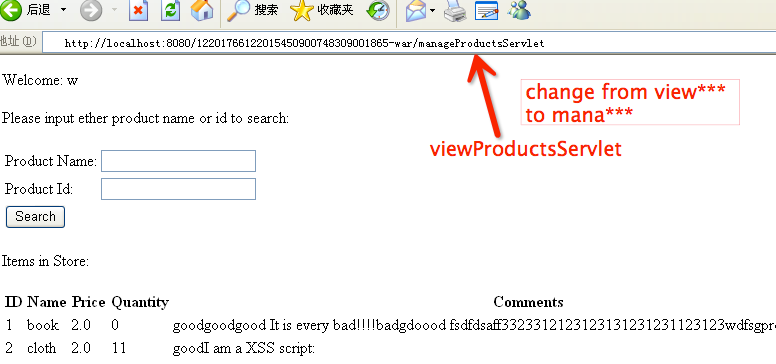 后退
搜索
收藏夹
地址(D)
http://localhost:8080/12201766122015450900748309001865-war/manageProductsServlet
Welcome: w
change from view***
to mana***
Please input ether product name or id to search:
viewProductsServlet
Product Name:
Product Id:
Search
Items in Store:
ID Name Price Quantity Comments
1 book 2.0 0 goodgoodgood It is every bad!!!!badgdoood
2 cloth 2.0 11 goodI am a XSS script: